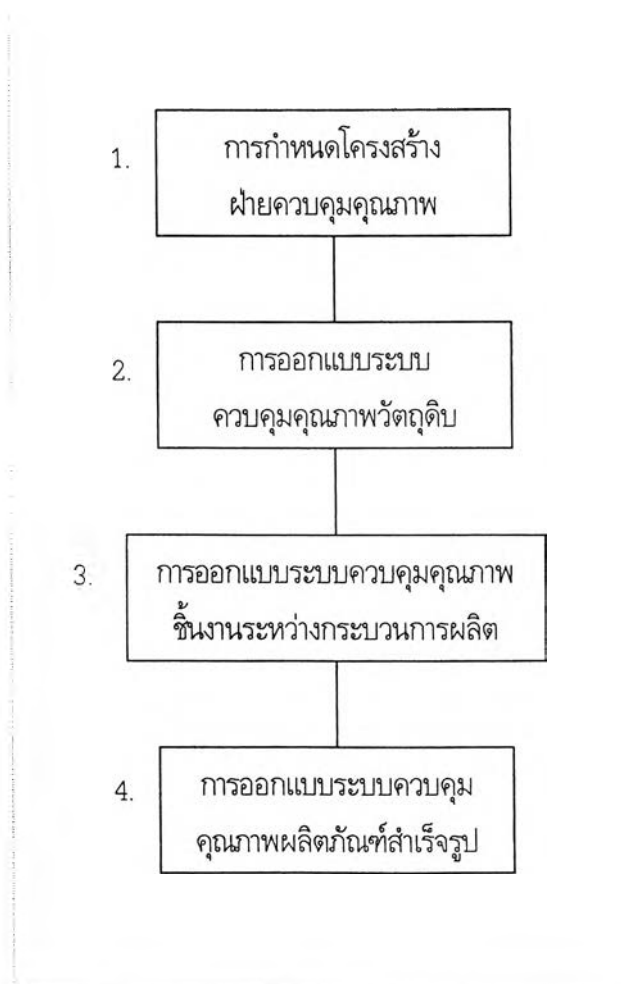 1. การกำหนดโครงสร้าง
ฝ่ายควบคุมคุณภาพ
2. การออกแบบระบบ
ควบคุมคุณภาพวัตถุดิบ
3. การออกแบบระบบควบคุมคุณภาพ
ชิ้นงานระหว่างกระบวนการผลิต
4. การออกแบบระบบควบคุม
คุณภาพผลิตภัณฑ์สำเร็จรูป